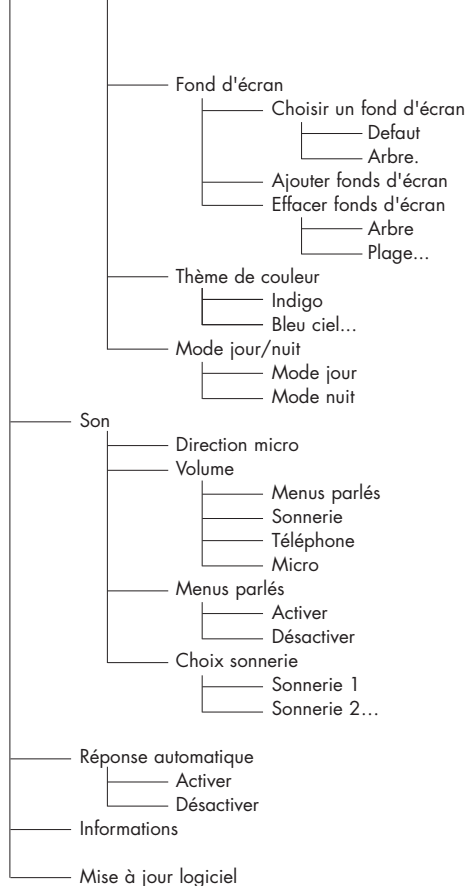 Fond d'écran
Choisir un fond d'écran
Defaut
Arbre.
Ajouter fonds d'écran
Effacer fonds d'écran
Arbre
Plage...
Thème de couleur
Indigo
Bleu ciel...
Mode jour/nuit
Mode jour
Mode nuit
Son
Direction micro
Volume
Menus parlés
Sonnerie
Téléphone
Micro
Menus parlés
Activer
Désactiver
Choix sonnerie
Sonnerie 1
Sonnerie 2...
Réponse automatique
Activer
Désactiver
Informations
Mise à jour logiciel